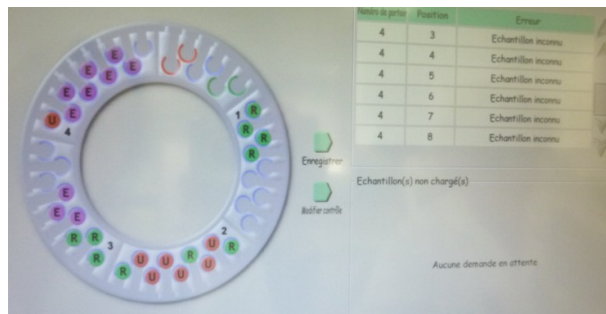 Numéro de portoir Position Erreur
4 3 Echantillon inconnu
4 4 Echantillon inconnu
4 5 Echantillon inconnu
4 6 Echantillon inconnu
4 7 Echantillon inconnu
4 8 Echantillon inconnu
Enregistrer
Modifier contrôle
Echantillon(s) non chargé(s)
Aucune demande en attente
E E E E E E E U 4
1 R R R R
E E E R R R 3
2 R U R U U U U R